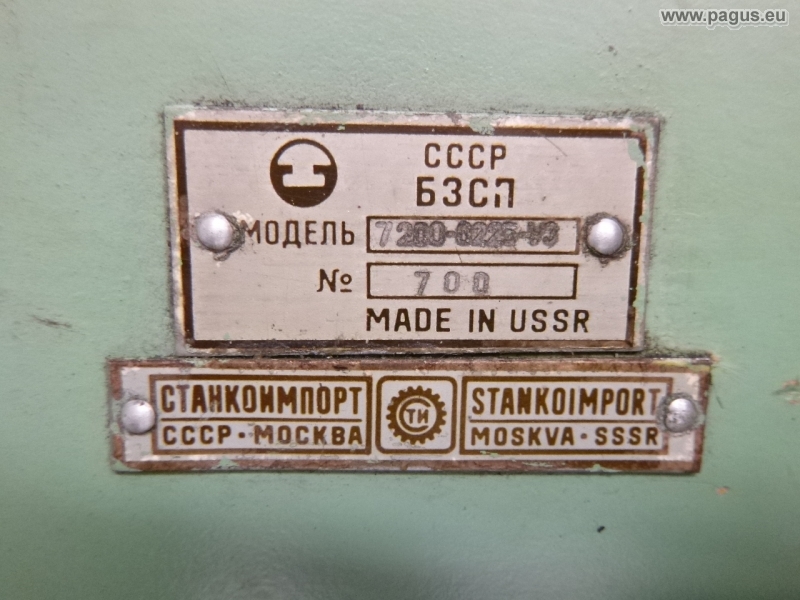 www.pagus.eu
СССР
БЗСП
МОДЕЛЬ
№ 700
MADE IN USSR
СТАНКОИМПОРТ
СССР · МОСКВА
СТИ
STANKOIMPORT
MOSKVA · SSSR